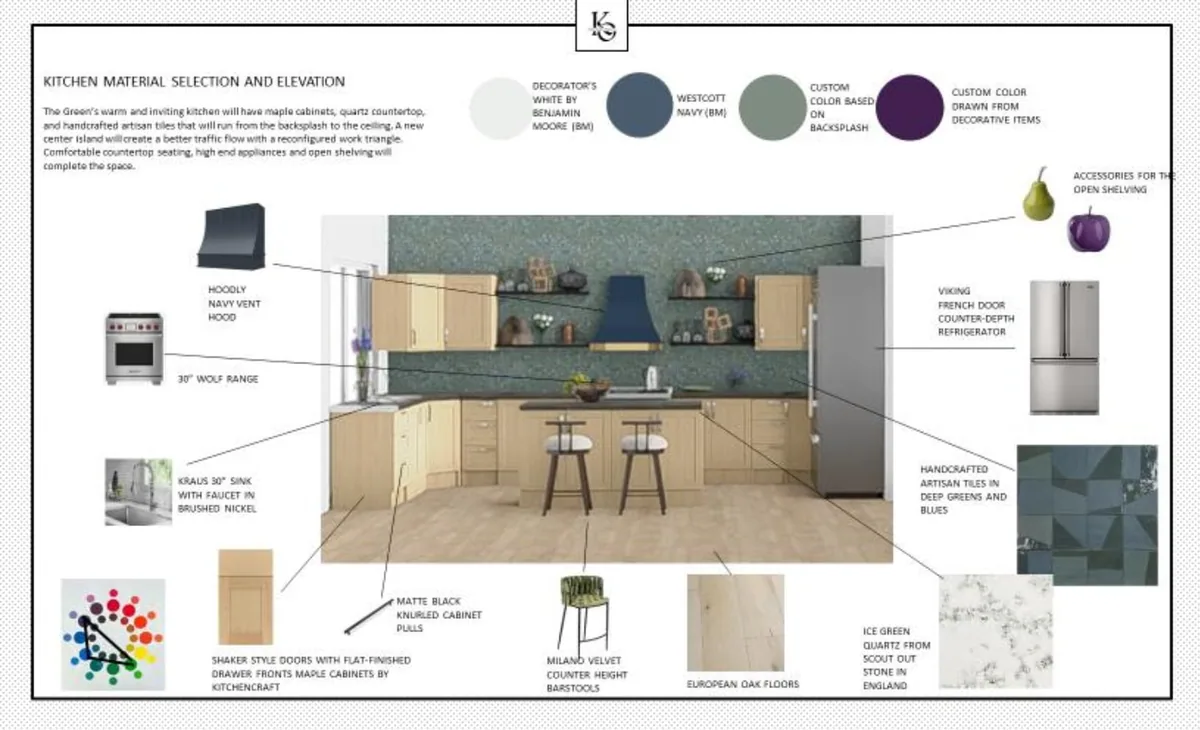 KG
KITCHEN MATERIAL SELECTION AND ELEVATION
The Green's warm and inviting kitchen will have maple cabinets, quartz countertop,
and handcrafted artisan tiles that will run from the backsplash to the ceiling. A new
center island will create a better traffic flow with a reconfigured work triangle.
Comfortable countertop seating, high end appliances and open shelving will
complete the space.
DECORATOR'S
WHITE BY
BENJAMIN
MOORE (BM)
WESTCOTT
NAVY (BM)
CUSTOM
COLOR BASED
ON
BACKSPLASH
CUSTOM COLOR
DRAWN FROM
DECORATIVE ITEMS
ACCESSORIES FOR THE
OPEN SHELVING
HOODLY
NAVY VENT
HOOD
VIKING
FRENCH DOOR
COUNTER-DEPTH
REFRIGERATOR
30" WOLF RANGE
KRAUS 30" SINK
WITH FAUCET IN
BRUSHED NICKEL
HANDCRAFTED
ARTISAN TILES IN
DEEP GREENS AND
BLUES
MATTE BLACK
KNURLED CABINET
PULLS
SHAKER STYLE DOORS WITH FLAT-FINISHED
DRAWER FRONTS MAPLE CABINETS BY
KITCHENCRAFT
MILANO VELVET
COUNTER HEIGHT
BARSTOOLS
EUROPEAN OAK FLOORS
ICE GREEN
QUARTZ FROM
SCOUT OUT
STONE IN
ENGLAND